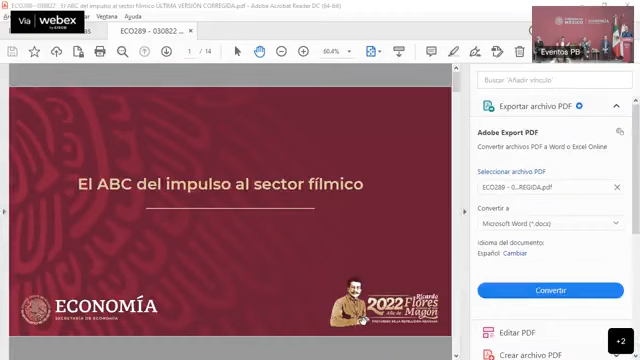 Via webex
El ABC del impulso al sector fílmico ULTIMA VERSIÓN CORREGIDA.pdf - Adobe Acrobat Reader DC (64-bit)
Ventana Ayuda
ECO289 - 030822 ...
1 / 14
60.4%
Eventos PB
Buscar: "Añadir vínculo"
Exportar archivo PDF
Adobe Export PDF
Convertir archivos PDF a Word o Excel Online
Seleccionar archivo PDF
ECO289 - 0...REGIDA.pdf
Convertir a
Microsoft Word (*.docx)
Idioma del documento:
Español Cambiar
Convertir
Editar PDF
Crear archivo PDF
+2
El ABC del impulso al sector fílmico
ECONOMÍA
SECRETARÍA DE ECONOMÍA
2022 Ricardo
Año de Flores
Magón